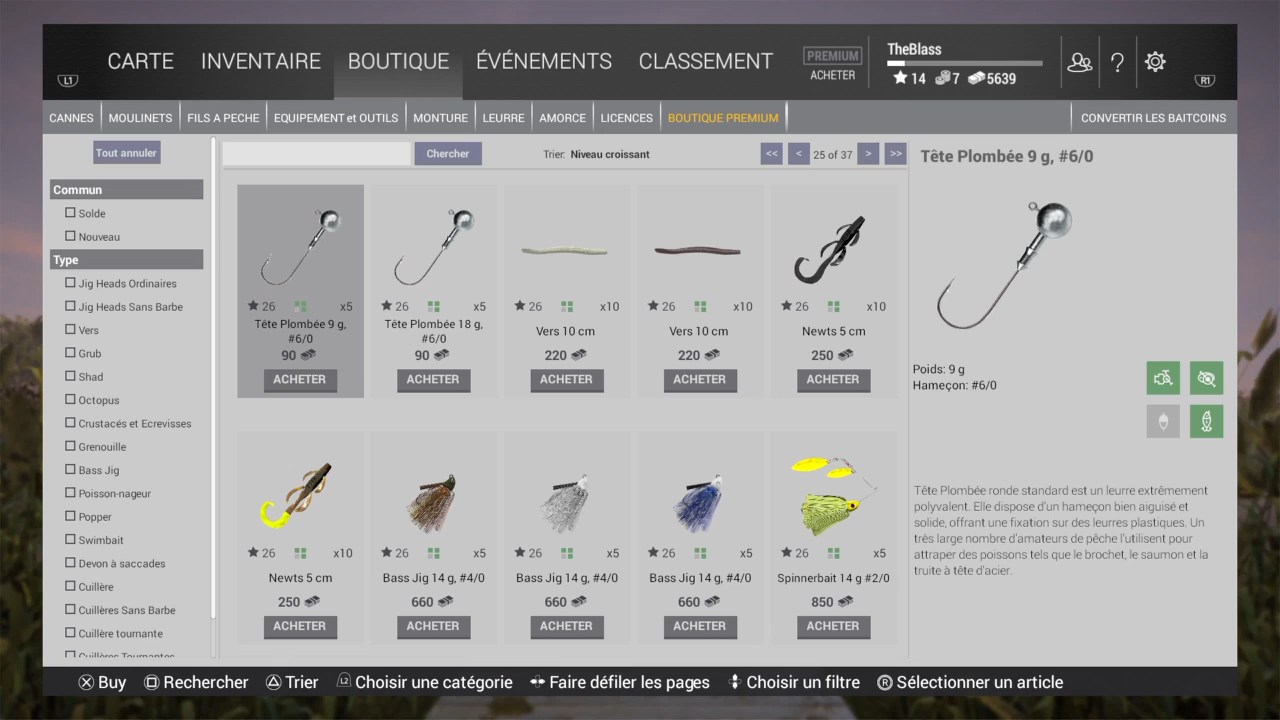 CARTE INVENTAIRE BOUTIQUE ÉVÉNEMENTS CLASSEMENT
PREMIUM
ACHETER
TheBlass
14 7 5639
L1
?
R1
CANNES MOULINETS FILS A PECHE EQUIPEMENT et OUTILS MONTURE LEURRE AMORCE LICENCES BOUTIQUE PREMIUM CONVERTIR LES BAITCOINS
Tout annuler
Commun
Solde
Nouveau
Type
Jig Heads Ordinaires
Jig Heads Sans Barbe
Vers
Grub
Shad
Octopus
Crustacés et Ecrevisses
Grenouille
Bass Jig
Poisson-nageur
Popper
Swimbait
Devon à saccades
Cuillère
Cuillères Sans Barbe
Cuillère tournante
Cuillères Tournantes
Chercher
Trier: Niveau croissant
<< < 25 of 37 > >>
26 x5
Tête Plombée 9 g,
#6/0
90
ACHETER
26 x5
Tête Plombée 18 g,
#6/0
90
ACHETER
26 x10
Vers 10 cm
220
ACHETER
26 x10
Vers 10 cm
220
ACHETER
26 x10
Newts 5 cm
250
ACHETER
26 x10
Newts 5 cm
250
ACHETER
26 x5
Bass Jig 14 g, #4/0
660
ACHETER
26 x5
Bass Jig 14 g, #4/0
660
ACHETER
26 x5
Bass Jig 14 g, #4/0
660
ACHETER
26 x5
Spinnerbait 14 g #2/0
850
ACHETER
Tête Plombée 9 g, #6/0
Poids: 9 g
Hameçon: #6/0
Tête Plombée ronde standard est un leurre extrêmement
polyvalent. Elle dispose d'un hameçon bien aiguisé et
solide, offrant une fixation sur des leurres plastiques. Un
très large nombre d'amateurs de pêche l'utilisent pour
attraper des poissons tels que le brochet, le saumon et la
truite à tête d'acier.
Buy Rechercher Trier L2 Choisir une catégorie Faire défiler les pages Choisir un filtre R Sélectionner un article